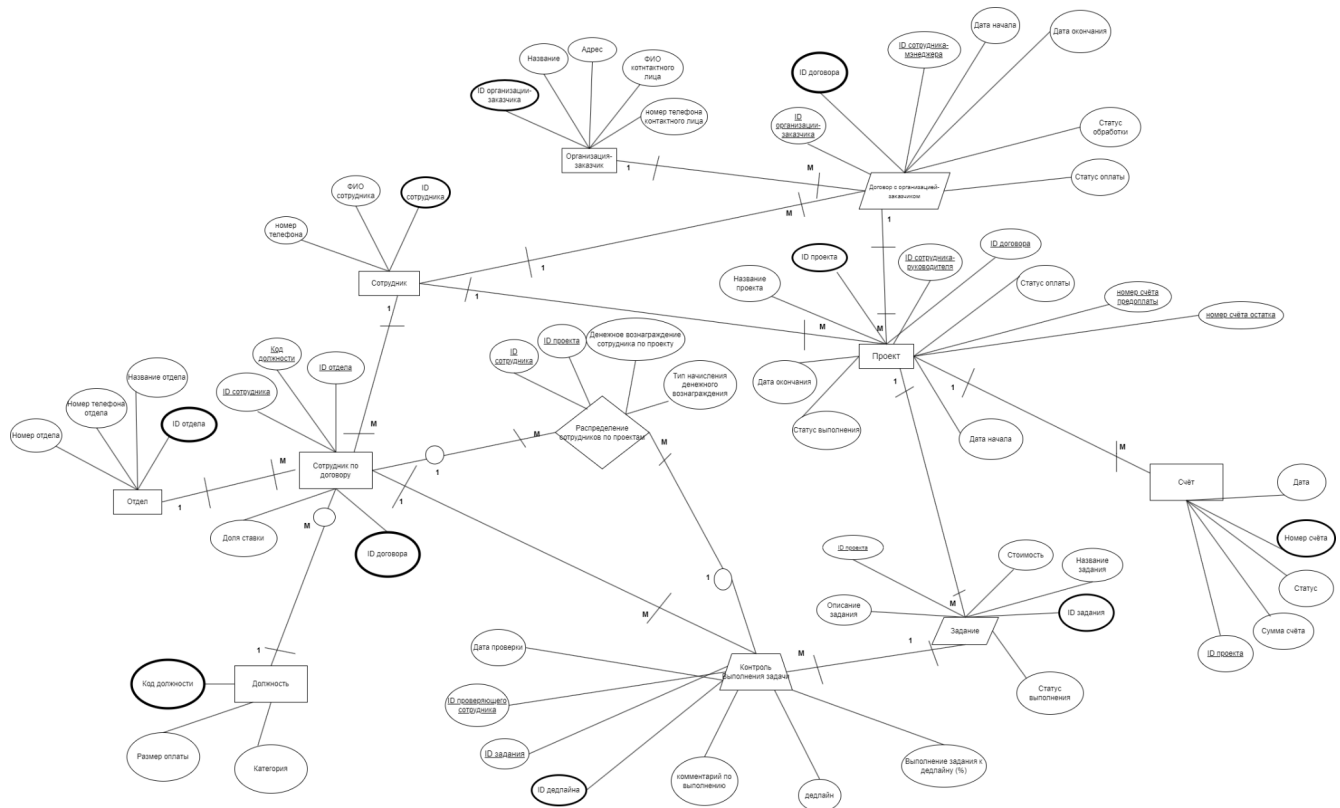 Дата начала
Дата окончания
ID сотрудника-
мэнеджера
ID договора
ID
организации-
заказчика
Статус
обработки
Статус оплаты
Договор с организацией-
заказчиком
Адрес
Название
ФИО
котнтактного
лица
ID организации-
заказчика
номер телефона
контактного лица
Организация-
заказчик
1
М
М
1
ФИО
сотрудника
ID
сотрудника
номер
телефона
Сотрудник
1
1
1
ID проекта
ID сотрудника-
руководителя
ID договора
Название
проекта
Статус оплаты
номер счёта
предоплаты
номер счёта остатка
М
М
Проект
1
1
Дата окончания
Статус выполнения
Дата начала
Код
должности
ID отдела
ID сотрудника
М
Сотрудник по
договору
Доля ставки
ID договора
М
М
1
1
Название отдела
Номер телефона
отдела
Номер отдела
ID отдела
Отдел
1
ID
сотрудника
ID проекта
Денежное вознаграждение
сотрудника по проекту
Тип начисления
денежного
вознаграждения
Распределение
сотрудников по проектам
М
М
1
М
Счёт
Дата
Номер счёта
Статус
Сумма счёта
ID проекта
ID проекта
Стоимость
Название
задания
Описание
задания
ID задания
М
Задание
1
Статус
выполнения
М
М
Контроль
Выполнения задачи
Дата проверки
ID проверяющего
сотрудника
ID задания
ID дедлайна
комментарий по
выполнению
дедлайн
Выполнение задания к
дедлайну (%)
1
Код должности
Должность
Размер оплаты
Категория